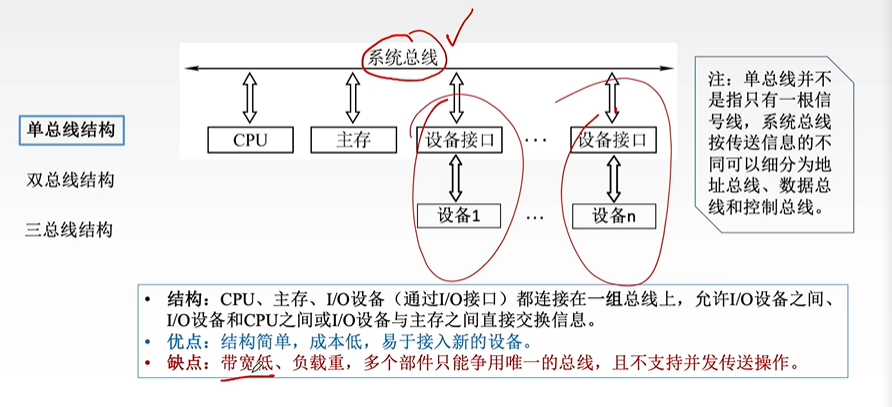 系统总线
CPU
主存
设备接口
···
设备接口
设备1
···
设备n
单总线结构
双总线结构
三总线结构
注：单总线并不
是指只有一根信
号线，系统总线
按传送信息的不
同可以细分为地
址总线、数据总
线和控制总线。
• 结构：CPU、主存、I/O设备（通过I/O接口）都连接在一组总线上，允许I/O设备之间、
I/O设备和CPU之间或I/O设备与主存之间直接交换信息。
• 优点：结构简单，成本低，易于接入新的设备。
• 缺点：带宽低、负载重，多个部件只能争用唯一的总线，且不支持并发传送操作。